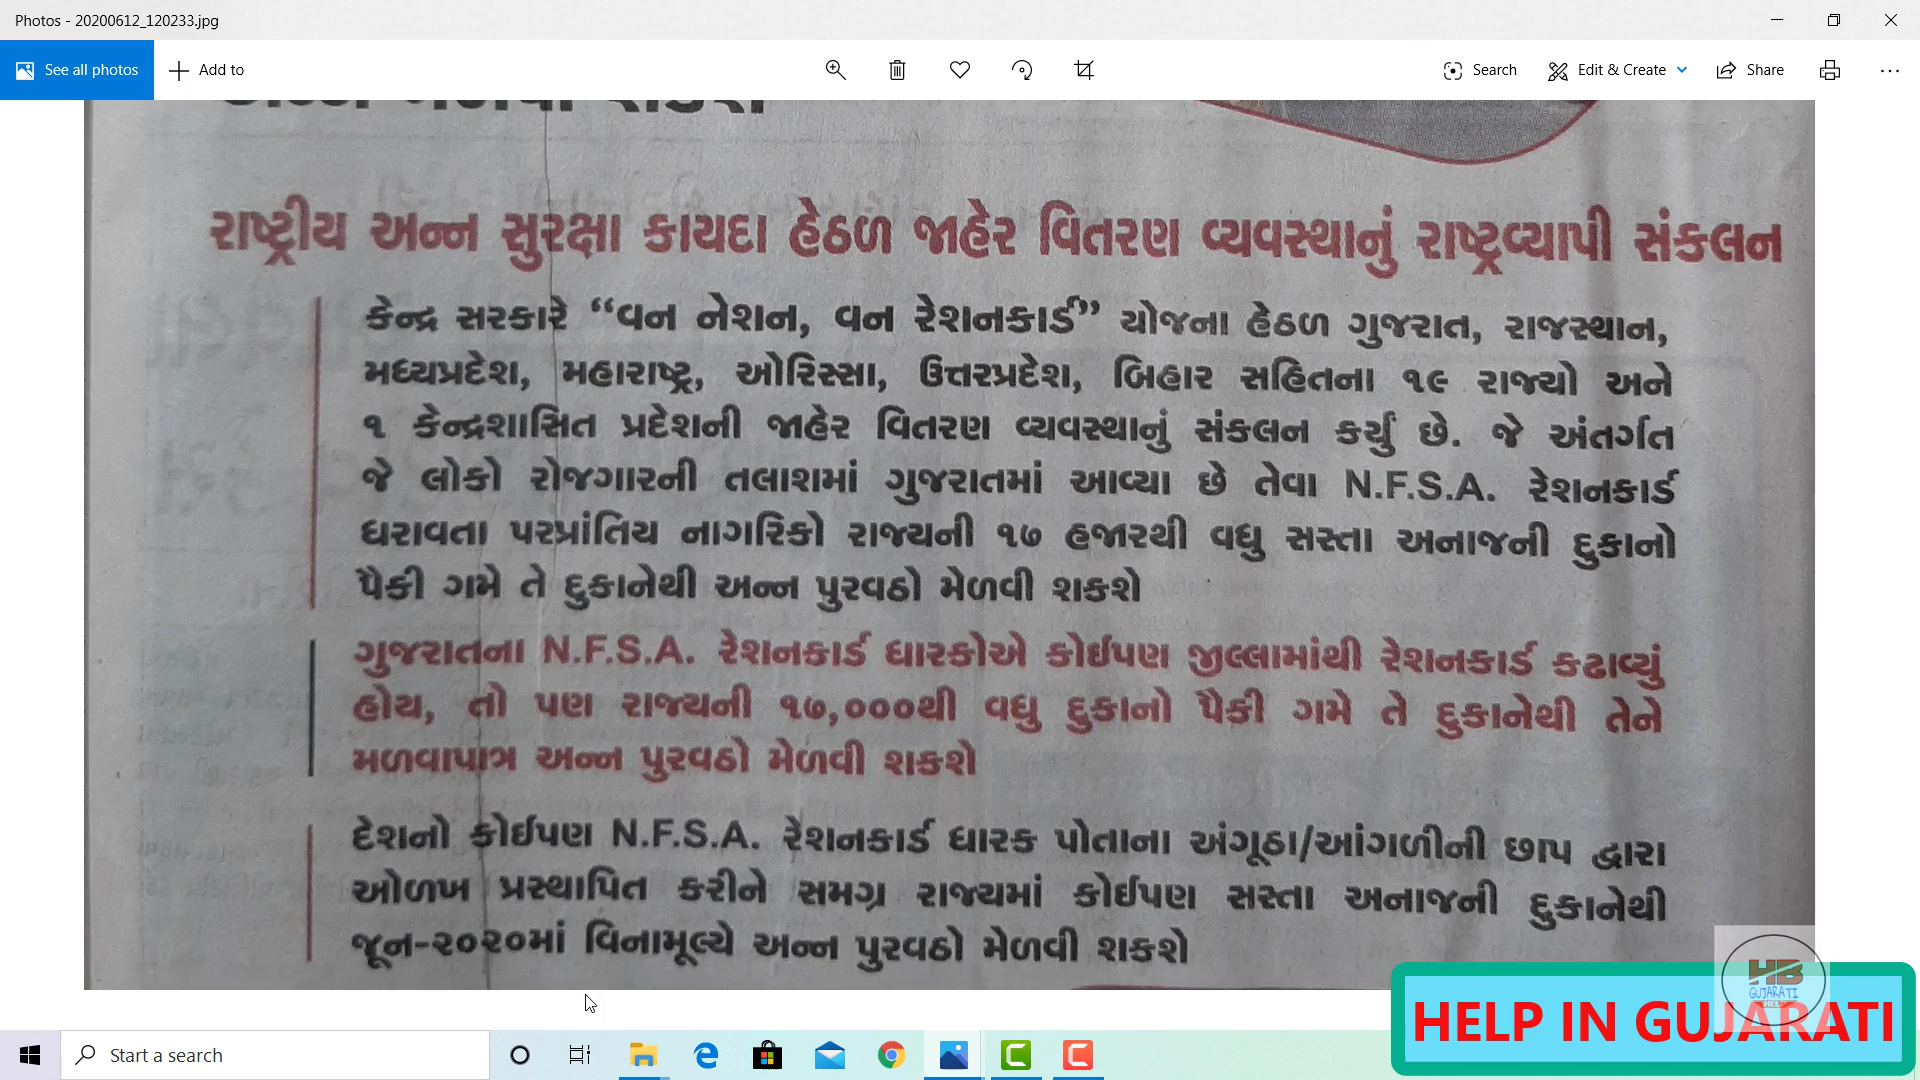 Photos - 20200612_120233.jpg
See all photos
Add to
Search
Edit & Create
Share
રાષ્ટ્રીય અન્ન સુરક્ષા કાયદા હેઠળ જાહેર વિતરણ વ્યવસ્થાનું રાષ્ટ્રવ્યાપી સંકલન
કેન્દ્ર સરકારે “વન નેશન, વન રેશનકાર્ડ” યોજના હેઠળ ગુજરાત, રાજસ્થાન,
મધ્યપ્રદેશ, મહારાષ્ટ્ર, ઓરિસ્સા, ઉત્તરપ્રદેશ, બિહાર સહિતના ૧૯ રાજ્યો અને
૧ કેન્દ્રશાસિત પ્રદેશની જાહેર વિતરણ વ્યવસ્થાનું સંકલન કર્યું છે. જે અંતર્ગત
જે લોકો રોજગારની તલાશમાં ગુજરાતમાં આવ્યા છે તેવા N.F.S.A. રેશનકાર્ડ
ધરાવતા પરપ્રાંતિય નાગરિકો રાજ્યની ૧૭ હજારથી વધુ સસ્તા અનાજની દુકાનો
પૈકી ગમે તે દુકાનેથી અન્ન પુરવઠો મેળવી શકશે
ગુજરાતના N.F.S.A. રેશનકાર્ડ ધારકોએ કોઈપણ જીલ્લામાંથી રેશનકાર્ડ કઢાવ્યું
હોય, તો પણ રાજ્યની ૧૭,૦૦૦થી વધુ દુકાનો પૈકી ગમે તે દુકાનેથી તેને
મળવાપાત્ર અન્ન પુરવઠો મેળવી શકશે
દેશનો કોઈપણ N.F.S.A. રેશનકાર્ડ ધારક પોતાના અંગૂઠા/આંગળીની છાપ દ્વારા
ઓળખ પ્રસ્થાપિત કરીને સમગ્ર રાજ્યમાં કોઈપણ સસ્તા અનાજની દુકાનેથી
જૂન-૨૦૨૦માં વિનામૂલ્યે અન્ન પુરવઠો મેળવી શકશે
HB
GUJARATI
HELP
HELP IN GUJARATI
Start a search